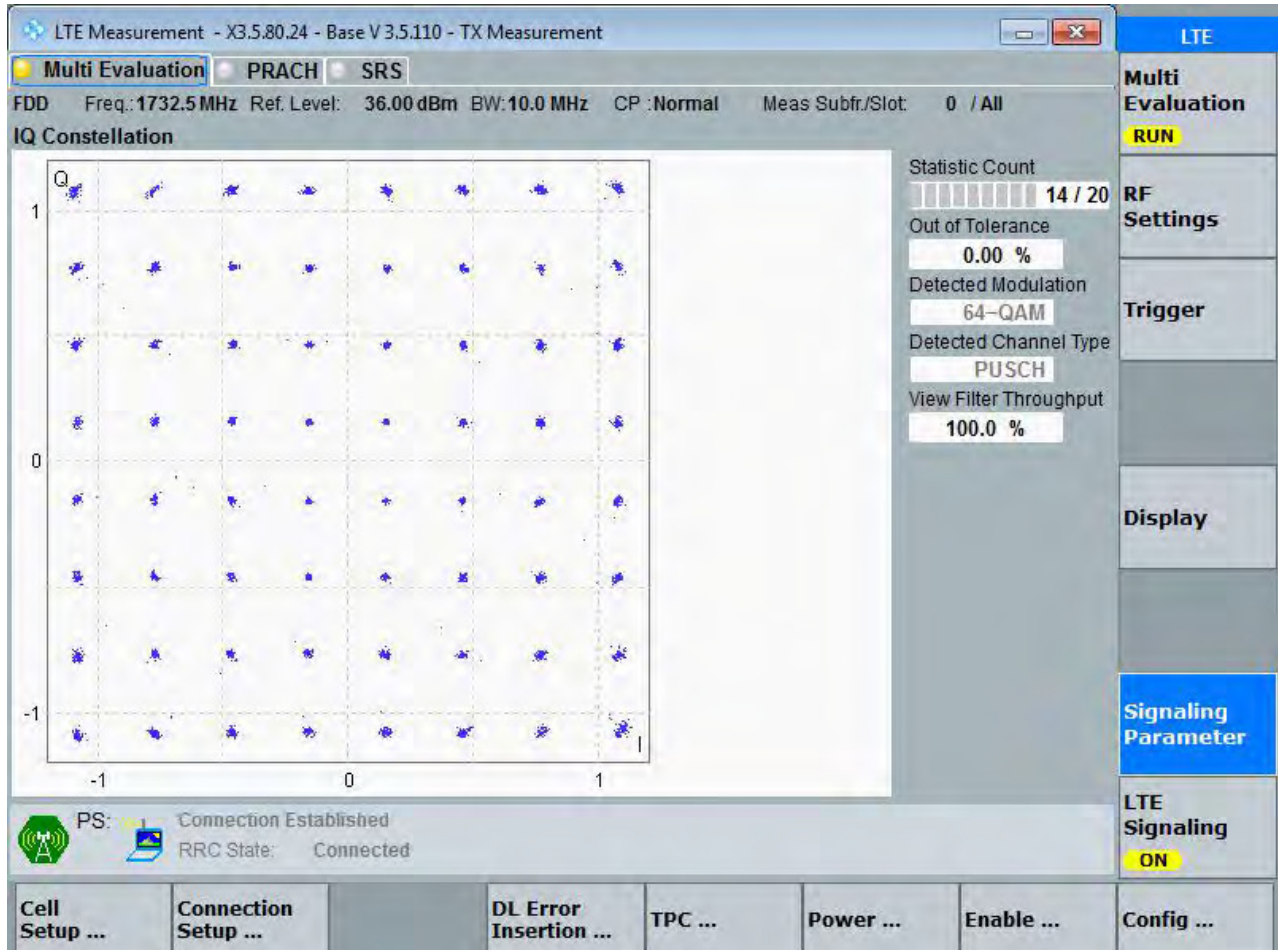 LTE Measurement - X3.5.80.24 - Base V 3.5.110 - TX Measurement
LTE
Multi Evaluation PRACH SRS
FDD Freq.:1732.5 MHz Ref. Level: 36.00 dBm BW:10.0 MHz CP :Normal Meas Subfr./Slot: 0 / All
IQ Constellation
Q
1
0
-1
-1 0 1
I
Statistic Count
14 / 20
Out of Tolerance
0.00 %
Detected Modulation
64-QAM
Detected Channel Type
PUSCH
View Filter Throughput
100.0 %
Multi
Evaluation
RUN
RF
Settings
Trigger
Display
Signaling
Parameter
LTE
Signaling
ON
PS: Connection Established
RRC State: Connected
Cell
Setup ...
Connection
Setup ...
DL Error
Insertion ...
TPC ...
Power ...
Enable ...
Config ...